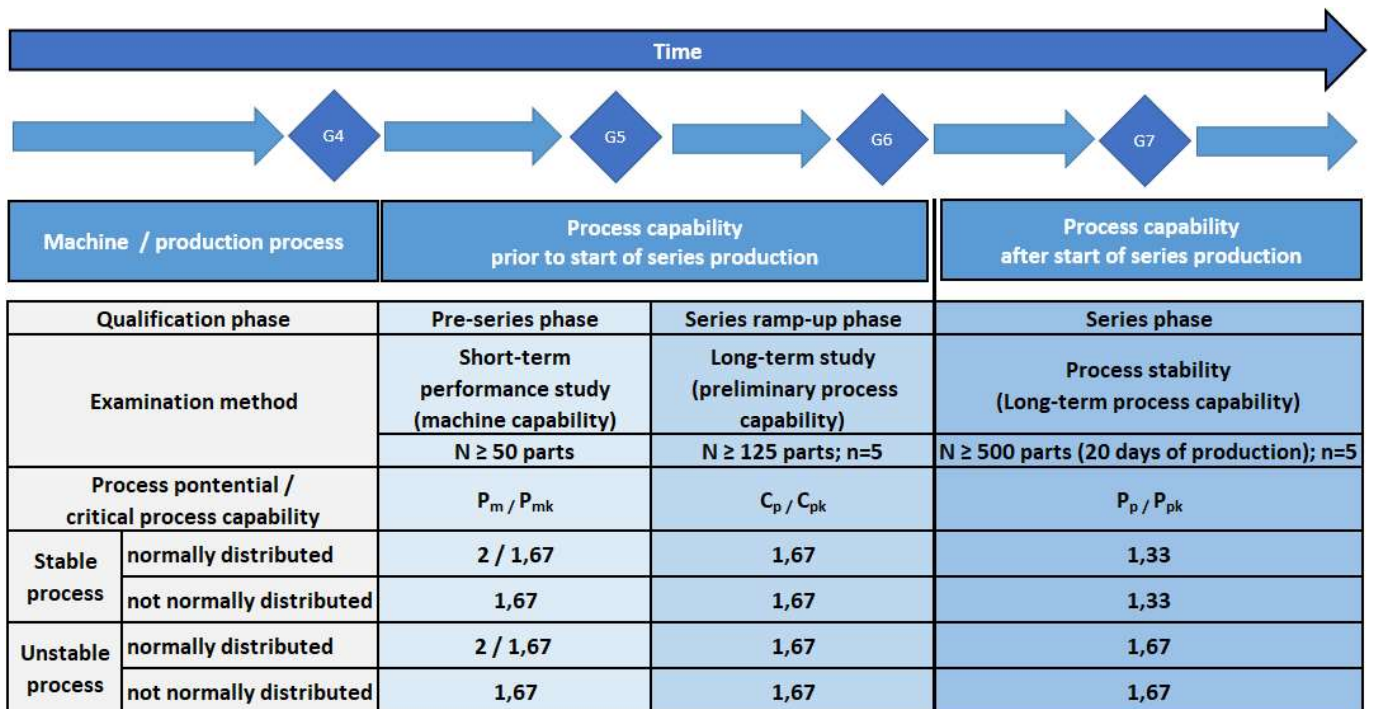 Time
G4
G5
G6
G7
Machine / production process
Process capability
prior to start of series production
Process capability
after start of series production
Qualification phase
Pre-series phase
Series ramp-up phase
Series phase
Examination method
Short-term
performance study
(machine capability)
Long-term study
(preliminary process
capability)
Process stability
(Long-term process capability)
N ≥ 50 parts
N ≥ 125 parts; n=5
N ≥ 500 parts (20 days of production); n=5
Process pontential /
critical process capability
Pm / Pmk
Cp / Cpk
Pp / Ppk
Stable
process
normally distributed
2 / 1,67
1,67
1,33
not normally distributed
1,67
1,67
1,33
Unstable
process
normally distributed
2 / 1,67
1,67
1,67
not normally distributed
1,67
1,67
1,67